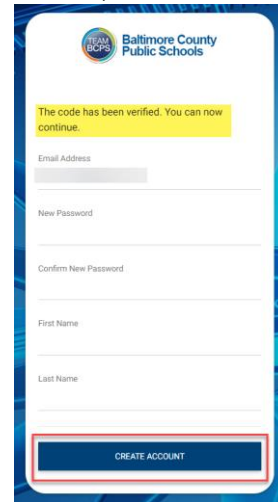 TEAM
BCPS
Baltimore County
Public Schools
The code has been verified. You can now
continue.
Email Address
New Password
Confirm New Password
First Name
Last Name
CREATE ACCOUNT